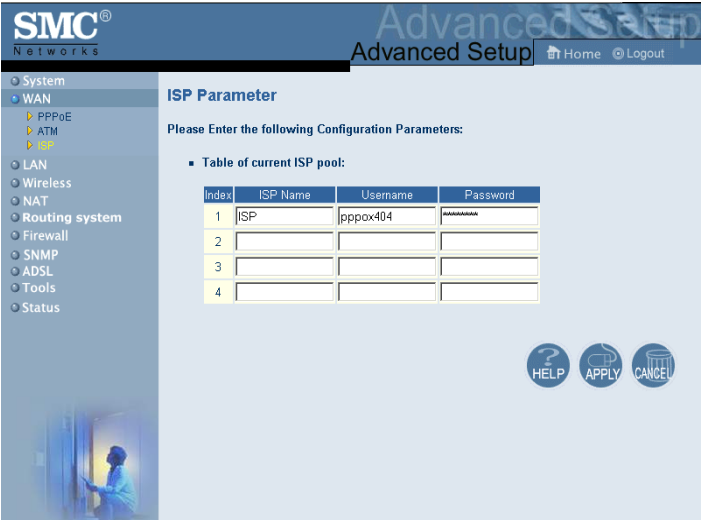 SMC®
Networks
Advanced Setup
Advanced Setup
Home
Logout
System
WAN
PPPoE
ATM
ISP
LAN
Wireless
NAT
Routing system
Firewall
SNMP
ADSL
Tools
Status
ISP Parameter
Please Enter the following Configuration Parameters:
Table of current ISP pool:
Index ISP Name Username Password
1 ISP pppox404 ********
2
3
4
HELP APPLY CANCEL